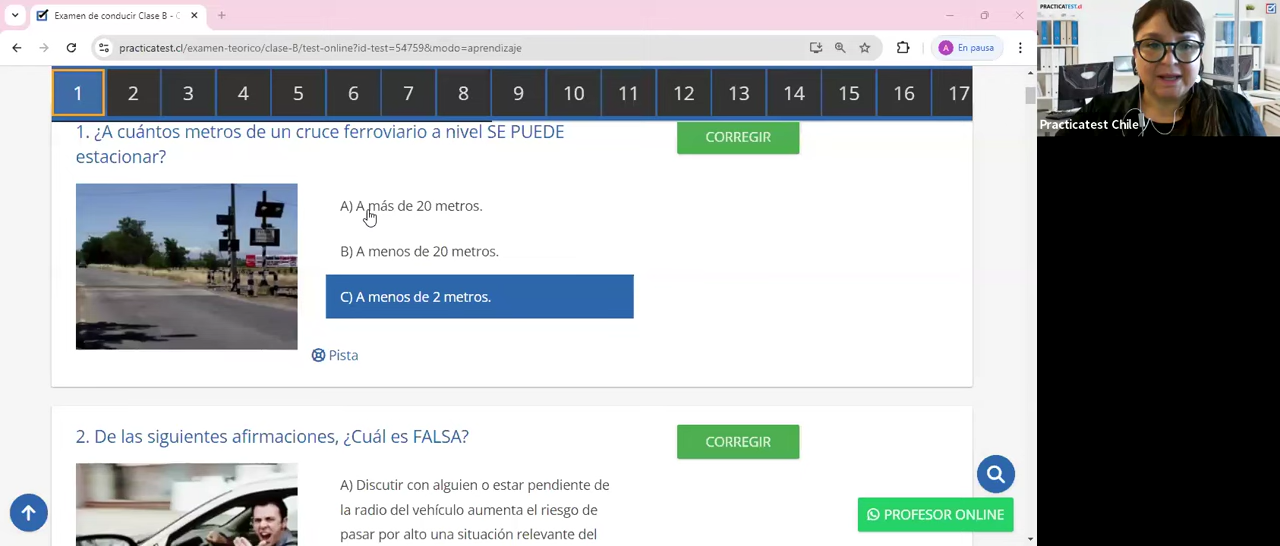 Examen de conducir Clase B - C
practicatest.cl/examen-teorico/clase-B/test-online?id-test=54759&modo=aprendizaje
A
En pausa
PRACTICATEST.CL
Practicatest Chile
1 2 3 4 5 6 7 8 9 10 11 12 13 14 15 16 17
1. ¿A cuántos metros de un cruce ferroviario a nivel SE PUEDE
estacionar?
CORREGIR
A) A más de 20 metros.
B) A menos de 20 metros.
C) A menos de 2 metros.
Pista
2. De las siguientes afirmaciones, ¿Cuál es FALSA?
CORREGIR
A) Discutir con alguien o estar pendiente de
la radio del vehículo aumenta el riesgo de
pasar por alto una situación relevante del
PROFESOR ONLINE